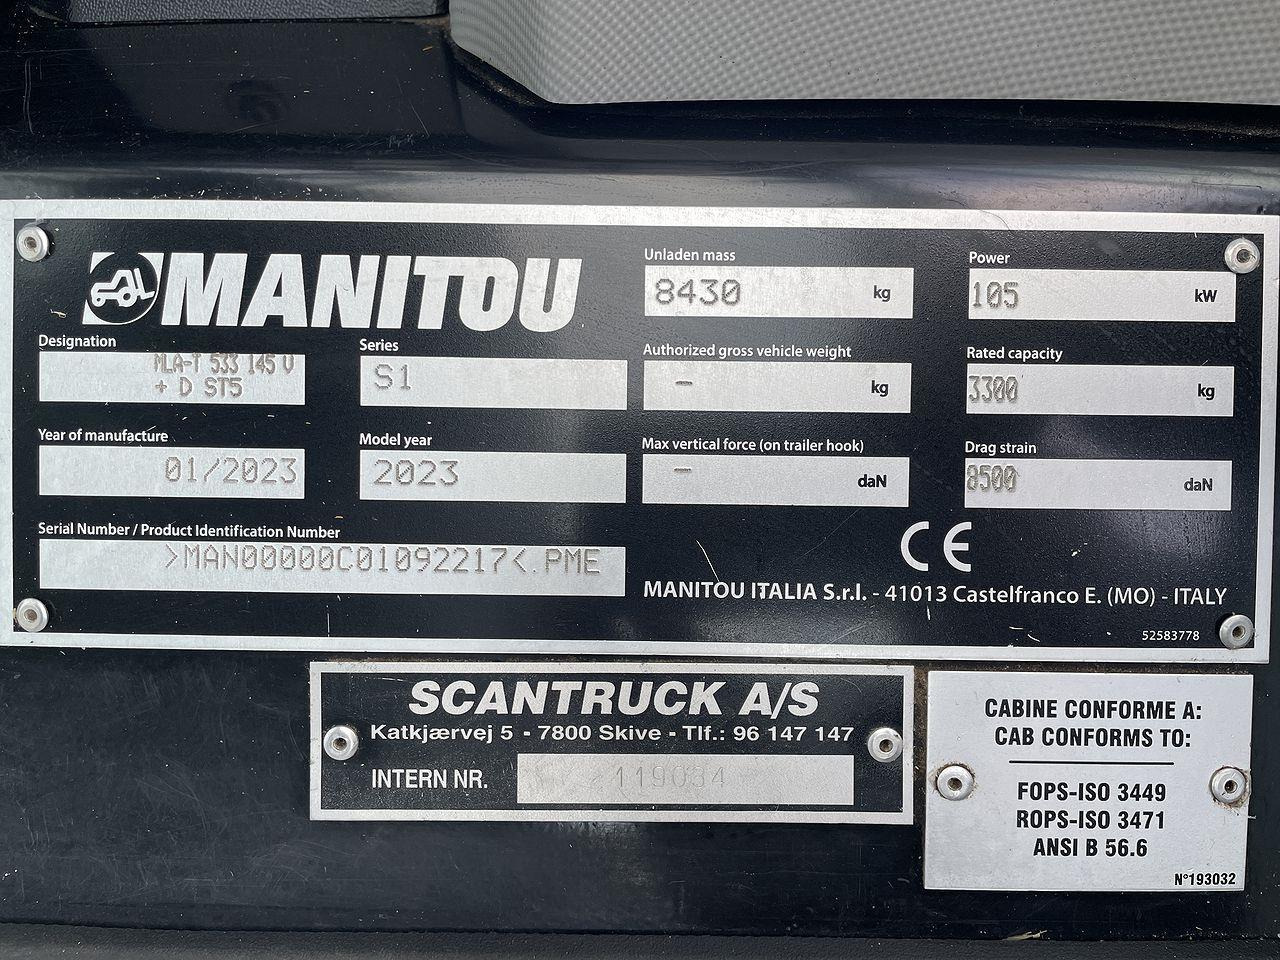 MANITOU
Unladen mass
8430 kg
Power
105 kW
Designation
MLA-T 533 145 V
+ D ST5
Series
S1
Authorized gross vehicle weight
- kg
Rated capacity
3300 kg
Year of manufacture
01/2023
Model year
2023
Max vertical force (on trailer hook)
- daN
Drag strain
8500 daN
Serial Number / Product Identification Number
>MAN00000C01092217<.PME
CE
MANITOU ITALIA S.r.l. - 41013 Castelfranco E. (MO) - ITALY
52583778
SCANTRUCK A/S
Katkjærvej 5 - 7800 Skive - Tlf.: 96 147 147
INTERN NR. 119034
CABINE CONFORME A:
CAB CONFORMS TO:
FOPS-ISO 3449
ROPS-ISO 3471
ANSI B 56.6
N°193032